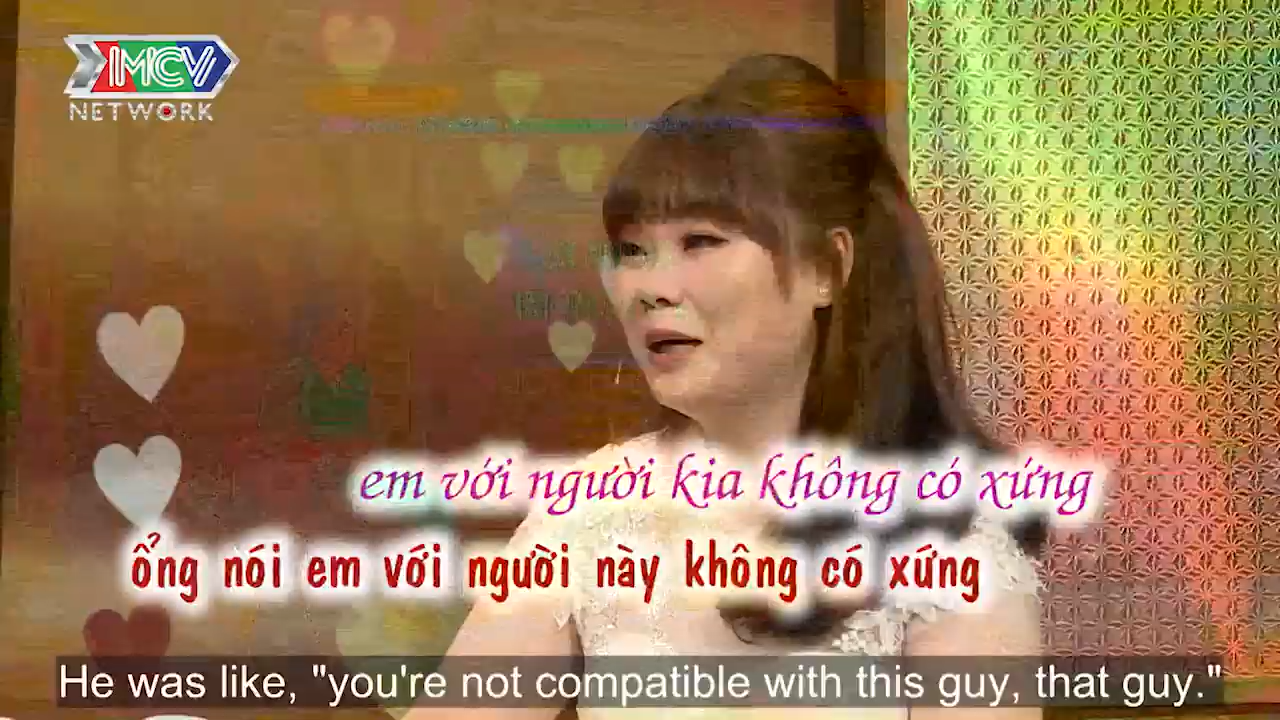 MCV
NETWORK
em với người kia không có xứng
ổng nói em với người này không có xứng
He was like, "you're not compatible with this guy, that guy."